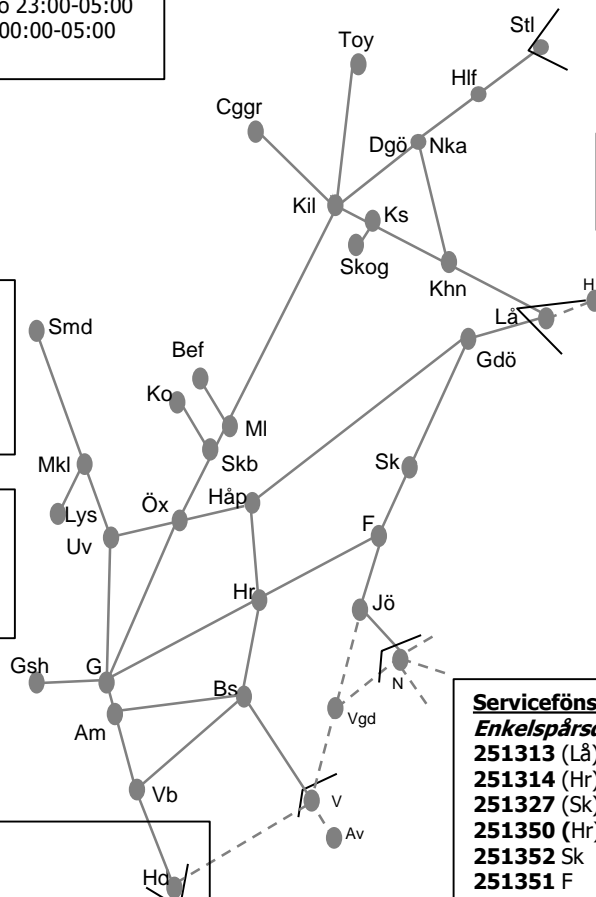 o 23:00-05:00
00:00-05:00
Stl
Toy
Hlf
Cggr
Dgö
Nka
Kil
Ks
Skog
Khn
H
Lå
Smd
Gdö
Bef
Ko
Ml
Skb
Sk
Mkl
Håp
Öx
Lys
F
Uv
Hr
Jö
Gsh
G
Bs
N
Vgd
Am
Vb
V
Av
Serviceföns
Enkelspårsd
251313 (Lå)
251314 (Hr)
251327 (Sk)
251350 (Hr)
251352 Sk
251351 F